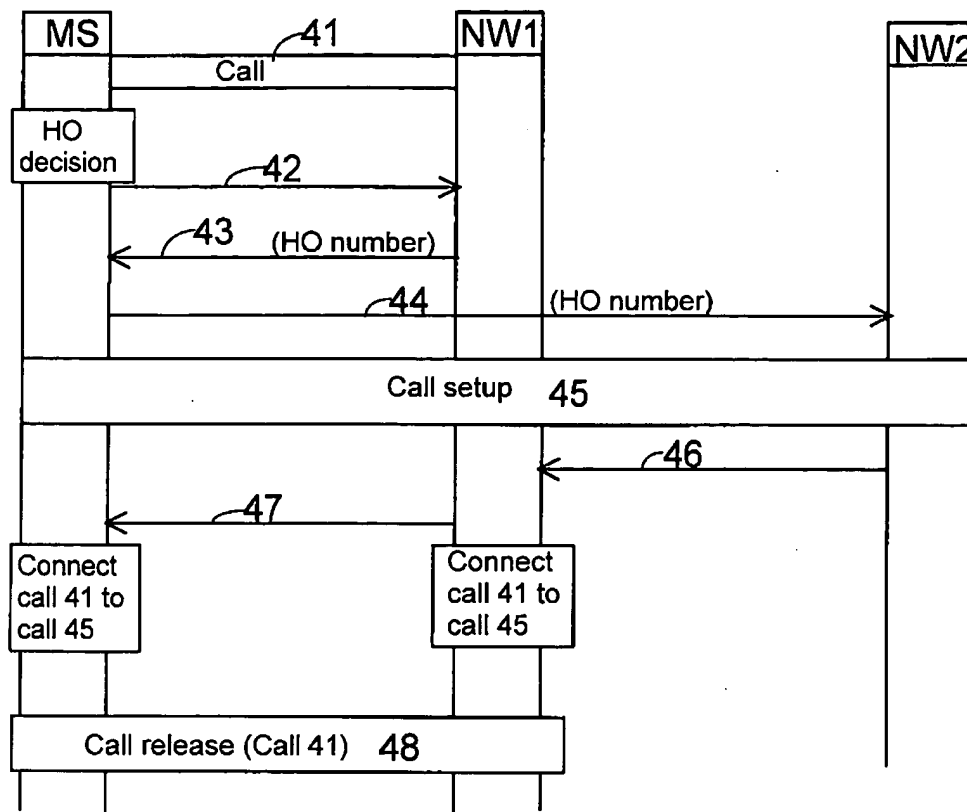 MS
41
NW1
NW2
Call
HO
decision
42
43
(HO number)
44
(HO number)
Call setup 45
46
47
Connect
call 41 to
call 45
Connect
call 41 to
call 45
Call release (Call 41) 48